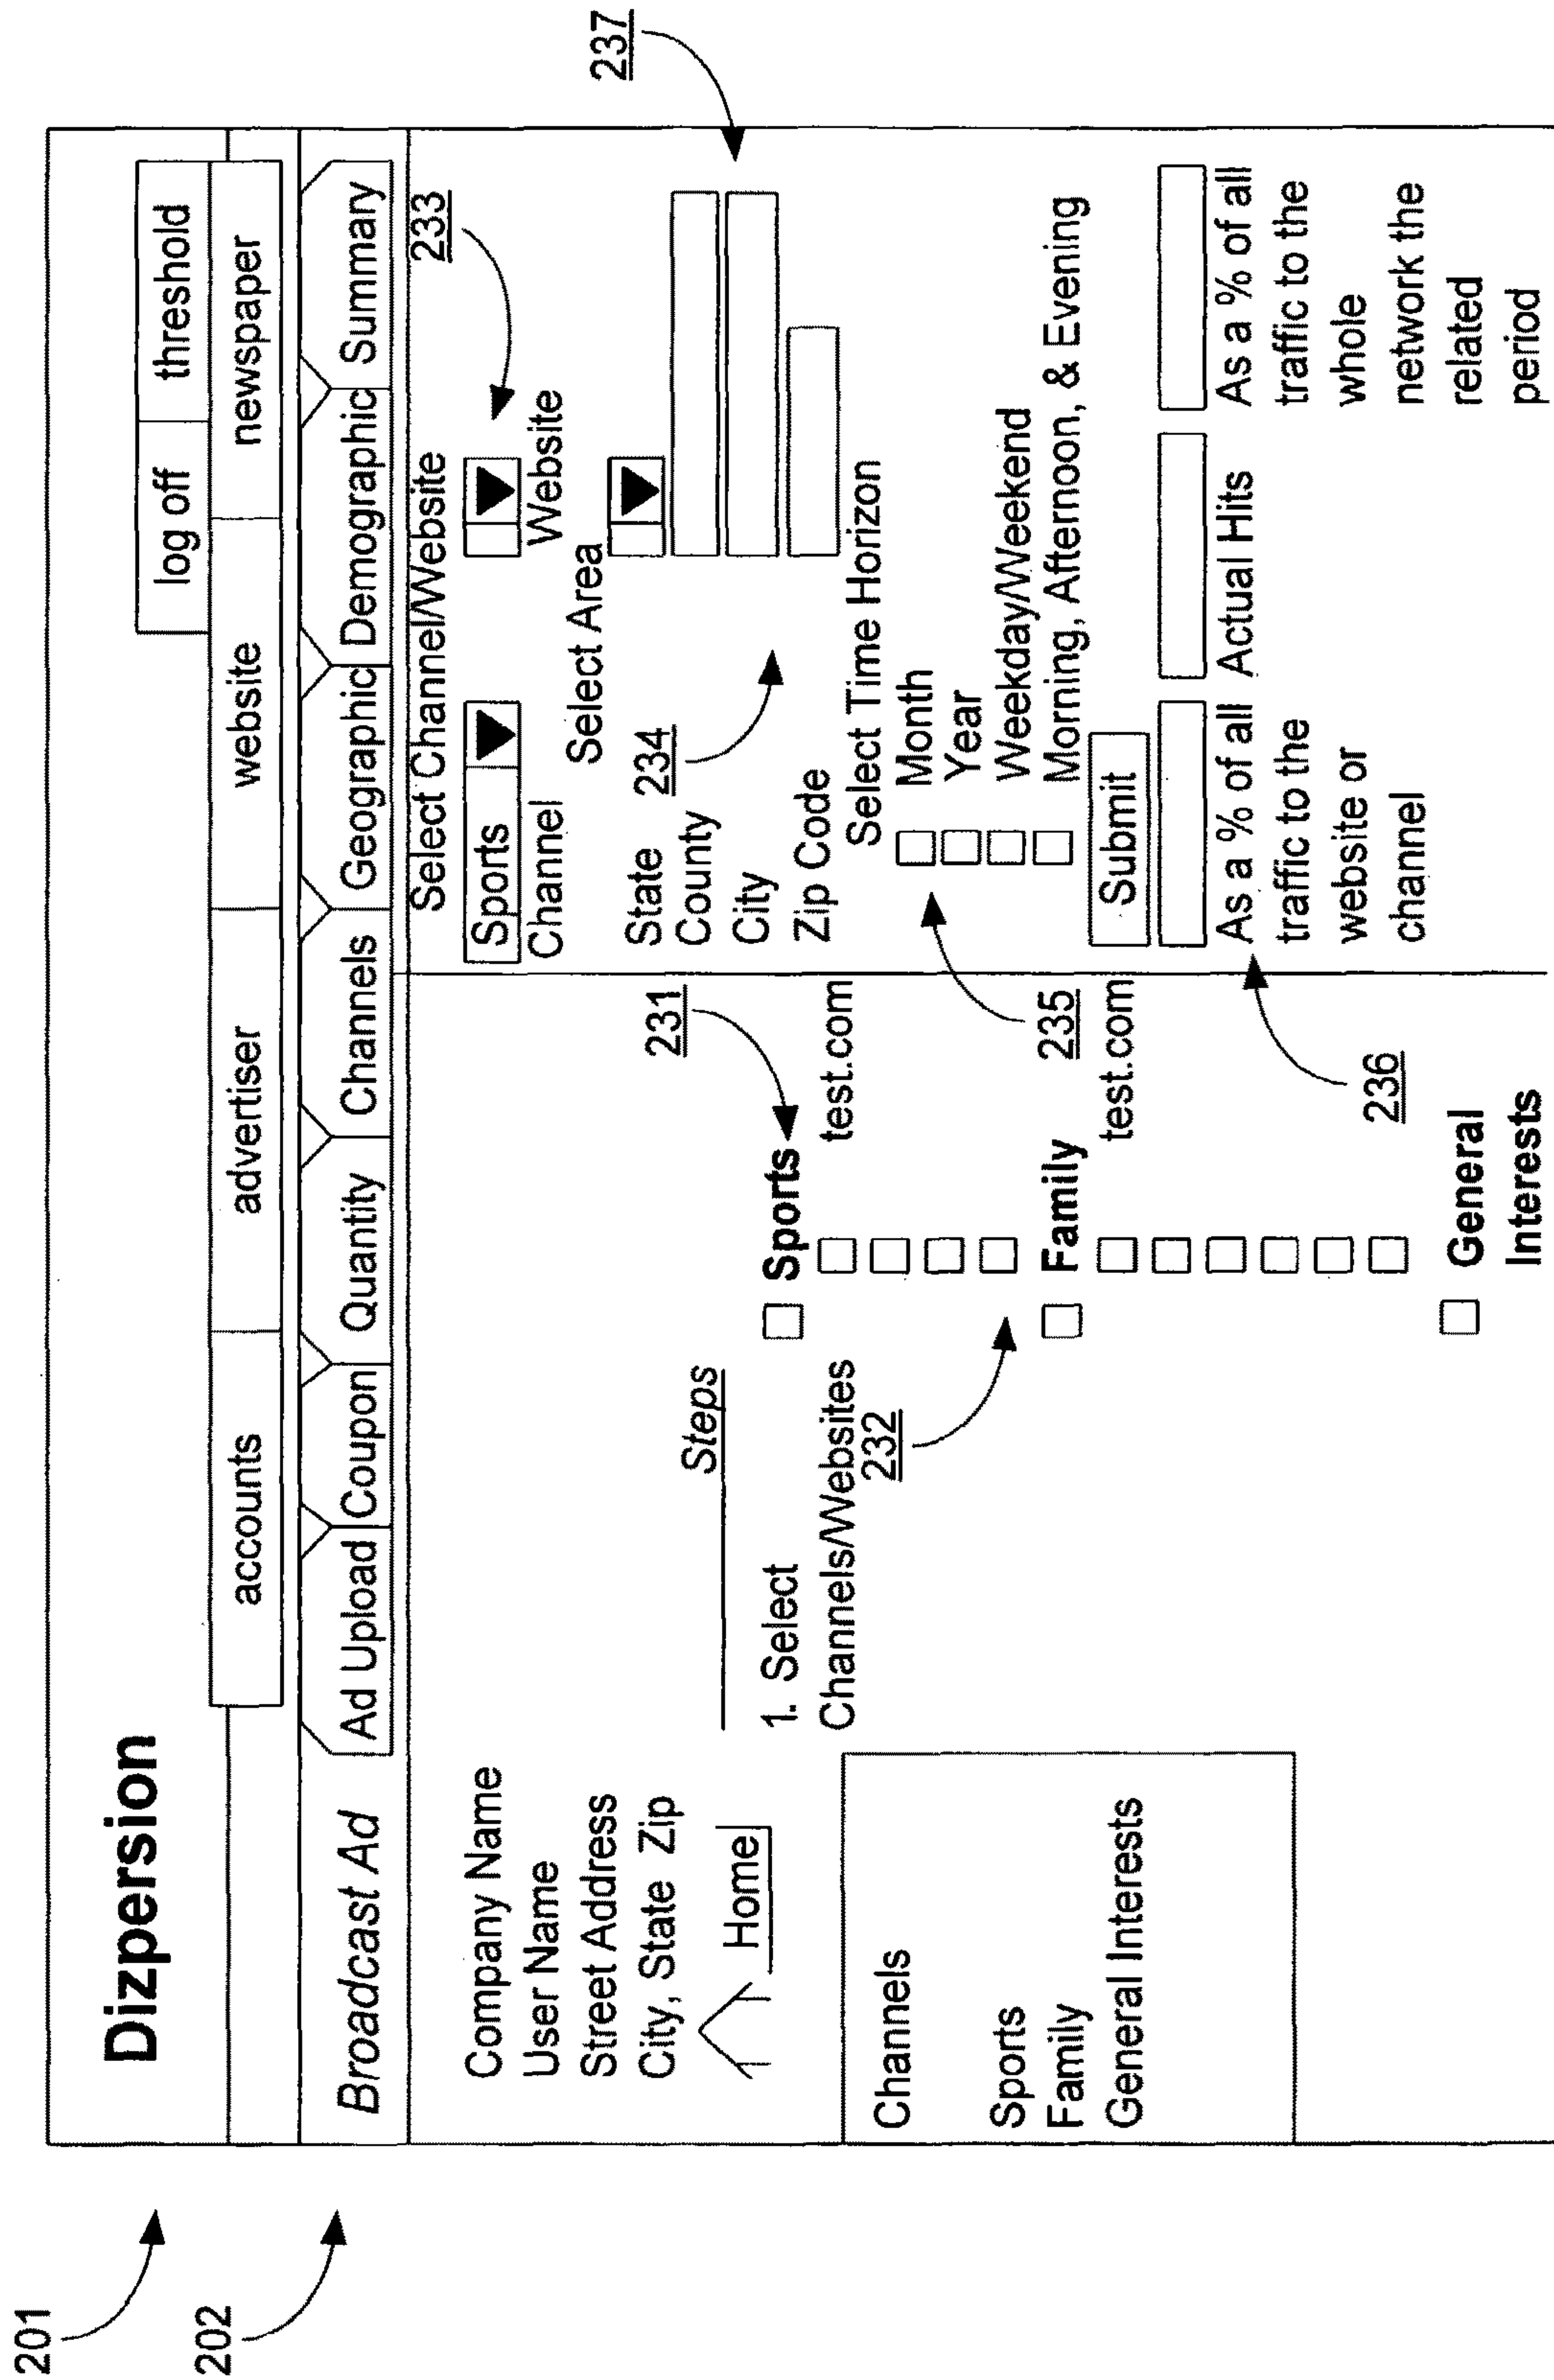 201
202
Dizpersion
log off threshold
accounts advertiser website newspaper
Broadcast Ad Ad Upload Coupon Quantity Channels Geographic Demographic Summary
Company Name
User Name
Street Address
City, State Zip
Home
Channels
Sports
Family
General Interests
Steps
1. Select
Channels/Websites
232
231
Sports
test.com
Family
test.com
General
Interests
Select Channel/Website
233
Sports
Channel Website
Select Area
State
County
City
Zip Code
234
237
Select Time Horizon
Month
Year
Weekday/Weekend
Morning, Afternoon, & Evening
235
Submit
As a % of all
traffic to the
website or
channel
Actual Hits
As a % of all
traffic to the
whole
network the
related
period
236